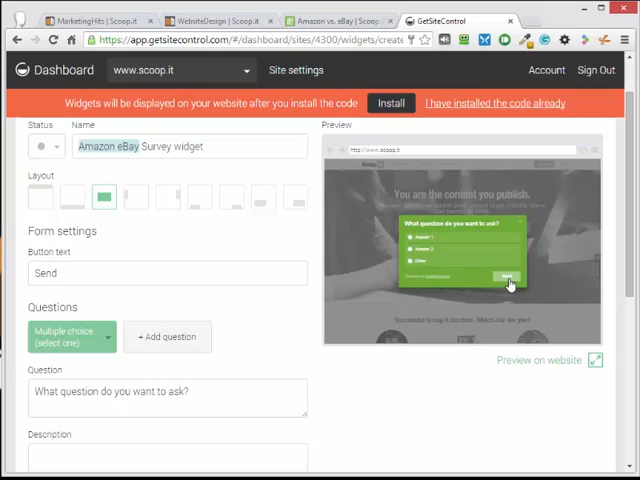 MarketingHits | Scoop.it
WebsiteDesign | Scoop.it
Amazon vs. eBay | Scoop
GetSiteControl
https://app.getsitecontrol.com/#/dashboard/sites/4300/widgets/create
Dashboard
www.scoop.it
Site settings
Account
Sign Out
Widgets will be displayed on your website after you install the code
Install
I have installed the code already
Status
Name
Preview
Amazon eBay Survey widget
http://www.scoop.it
Layout
You are the content you publish.
What question do you want to ask?
Answer 1
Answer 2
Other
Send
Form settings
Button text
Send
Questions
Successful Scoop.it curators. What's one are you?
Multiple choice
(select one)
+ Add question
Preview on website
Question
What question do you want to ask?
Description